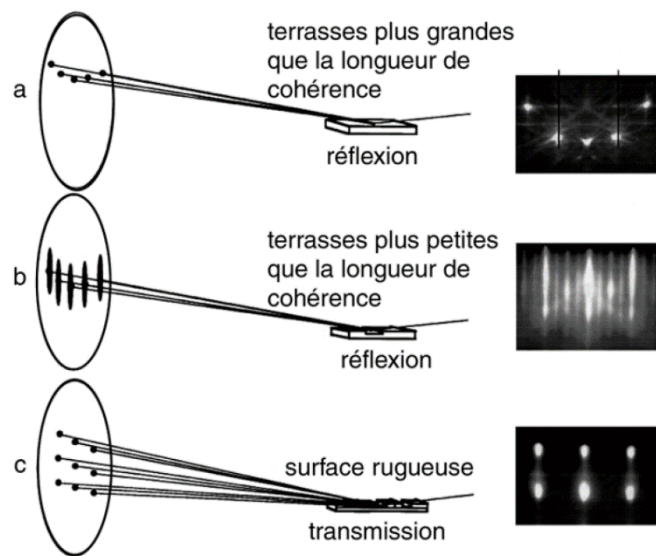 a
terrasses plus grandes
que la longueur de
cohérence
réflexion
b
terrasses plus petites
que la longueur de
cohérence
réflexion
c
surface rugueuse
transmission